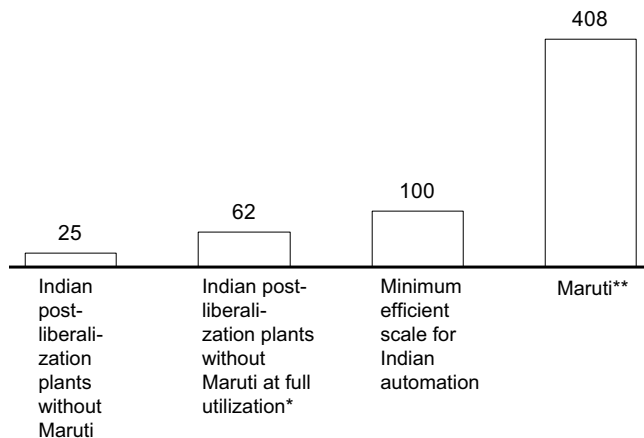 408
100
62
25
Indian
post-
liberali-
zation
plants
without
Maruti
Indian post-
liberali-
zation plants
without
Maruti at full
utilization*
Minimum
efficient
scale for
Indian
automation
Maruti**